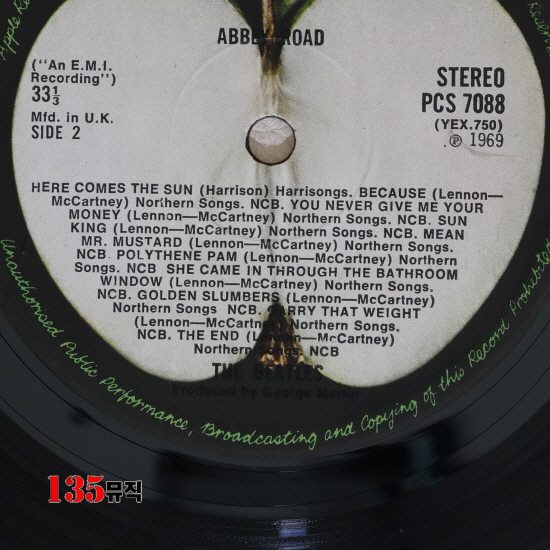 ABBEY ROAD
("An E.M.I.
Recording")
33⅓
Mfd. in U.K.
SIDE 2
STEREO
PCS 7088
(YEX.750)
℗ 1969
HERE COMES THE SUN (Harrison) Harrisongs. BECAUSE (Lennon—
McCartney) Northern Songs. NCB. YOU NEVER GIVE ME YOUR
MONEY (Lennon—McCartney) Northern Songs. NCB. SUN
KING (Lennon—McCartney) Northern Songs. NCB. MEAN
MR. MUSTARD (Lennon—McCartney) Northern Songs.
NCB. POLYTHENE PAM (Lennon—McCartney) Northern
Songs. NCB SHE CAME IN THROUGH THE BATHROOM
WINDOW (Lennon—McCartney) Northern Songs.
NCB. GOLDEN SLUMBERS (Lennon—McCartney)
Northern Songs NCB. CARRY THAT WEIGHT
(Lennon—McCartney) Northern Songs.
NCB. THE END (Lennon—McCartney)
Northern Songs. NCB
THE BEATLES
Produced by George Martin
Apple Re
Unauthorised Public Performance, Broadcasting and Copying of this Record Prohibited
135뮤직